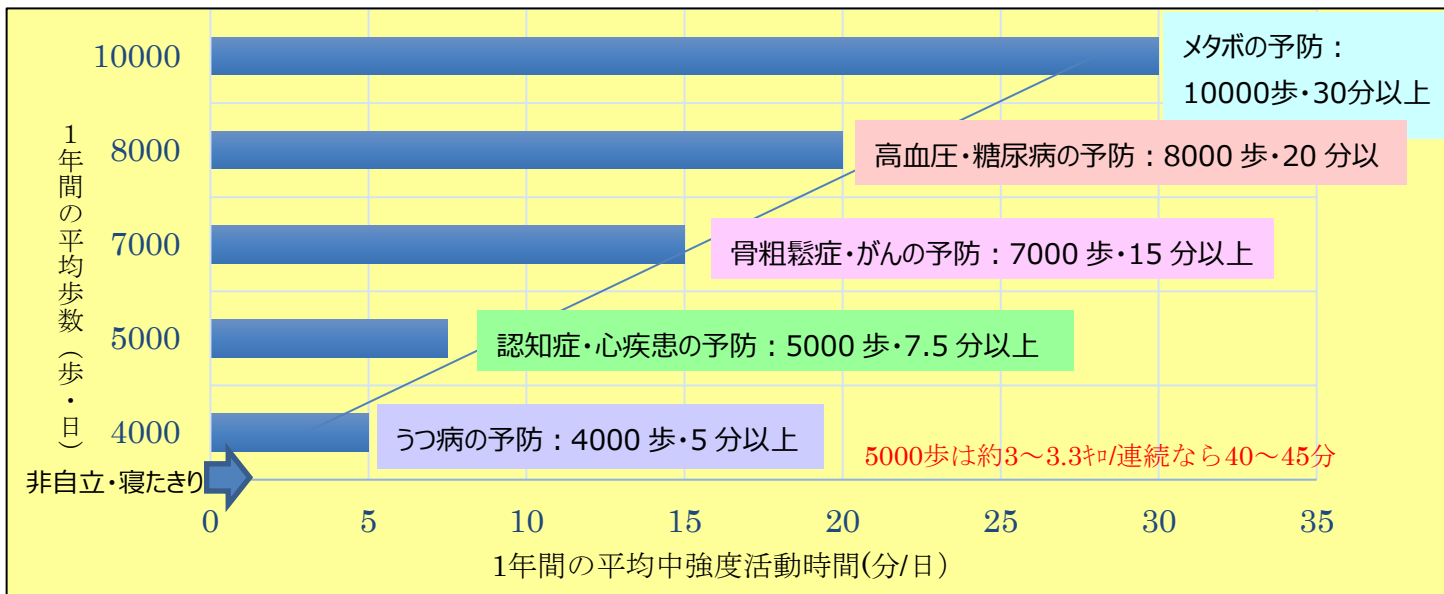 メタボの予防：
10000歩・30分以上
高血圧・糖尿病の予防：8000 歩・20 分以
骨粗鬆症・がんの予防：7000 歩・15 分以上
認知症・心疾患の予防：5000 歩・7.5 分以上
うつ病の予防：4000 歩・5 分以上
5000歩は約3～3.3㌔/連続なら40～45分
1年間の平均歩数（歩・日）
10000
8000
7000
5000
4000
非自立・寝たきり
0 5 10 15 20 25 30 35
1年間の平均中強度活動時間(分/日）